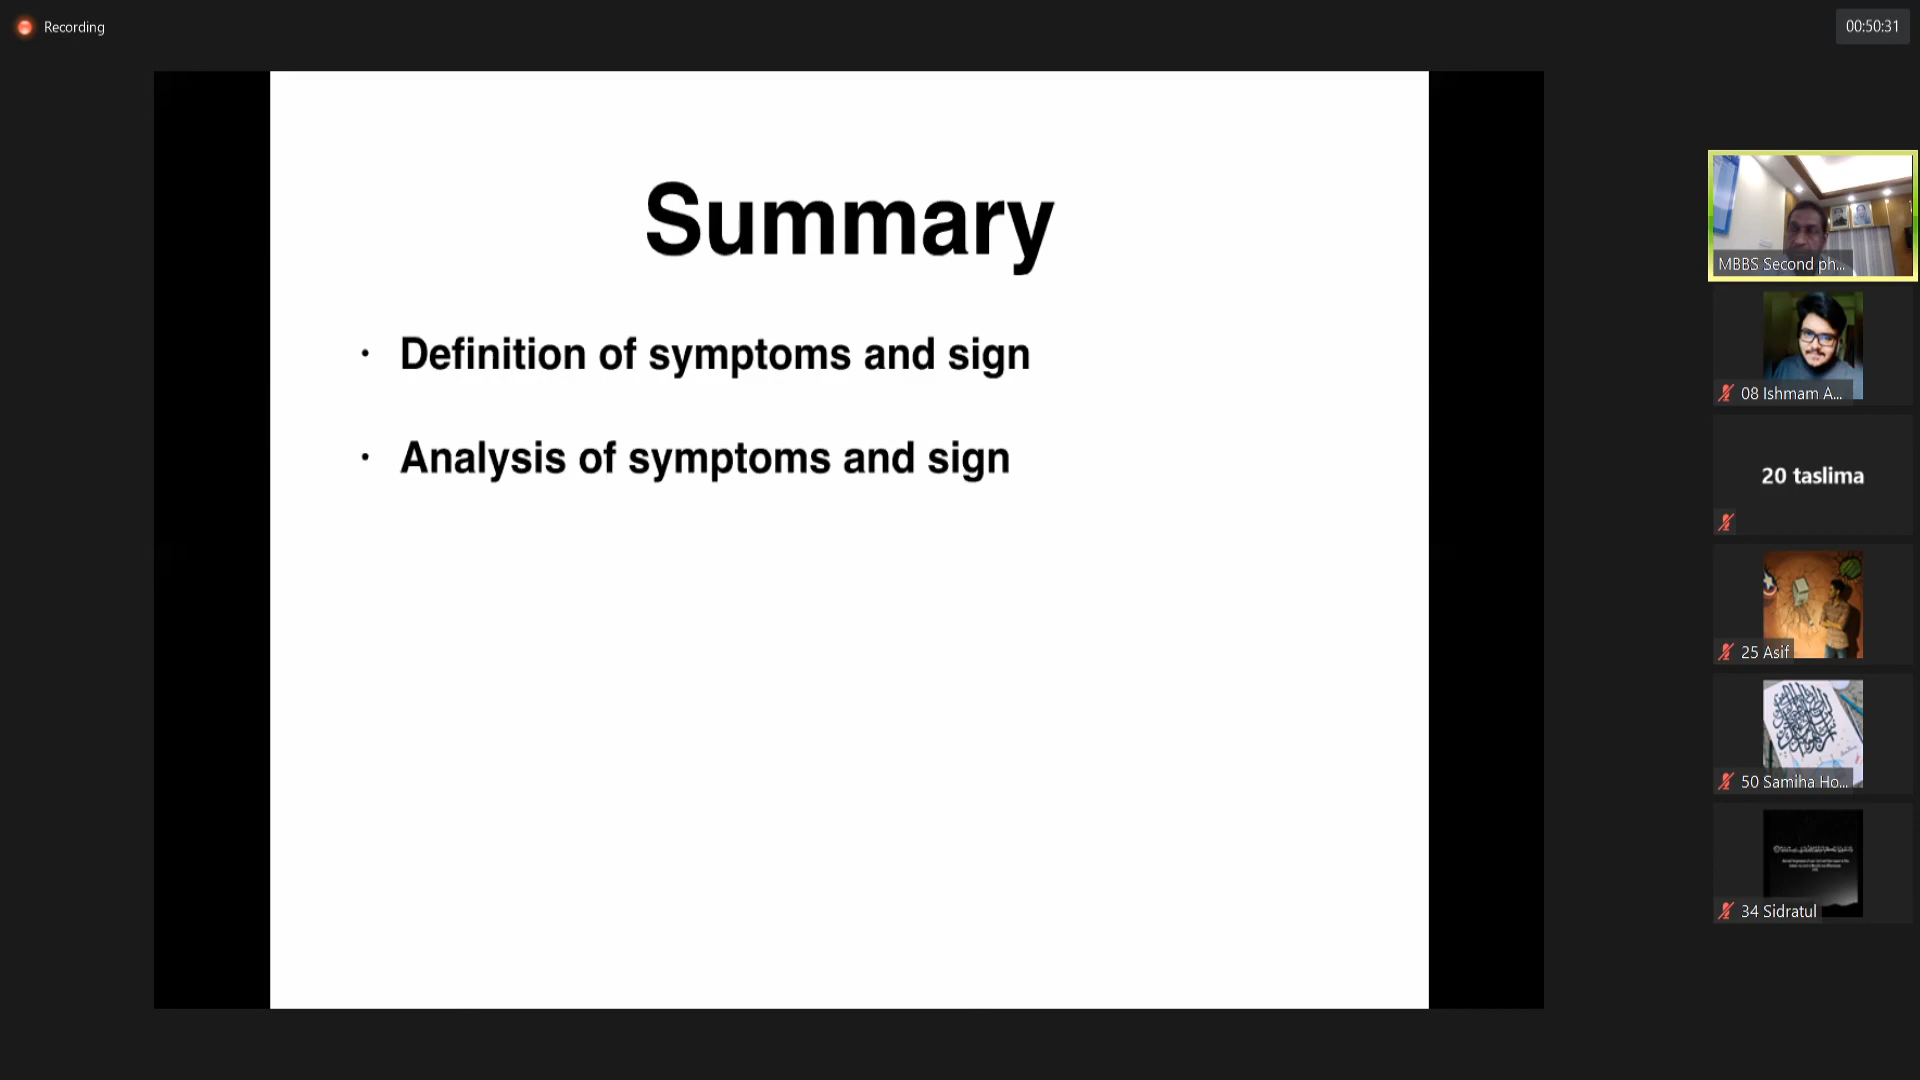 Recording
00:50:31
Summary
• Definition of symptoms and sign
• Analysis of symptoms and sign
MBBS Second ph...
08 Ishmam A...
20 taslima
25 Asif
50 Samiha Ho...
34 Sidratul